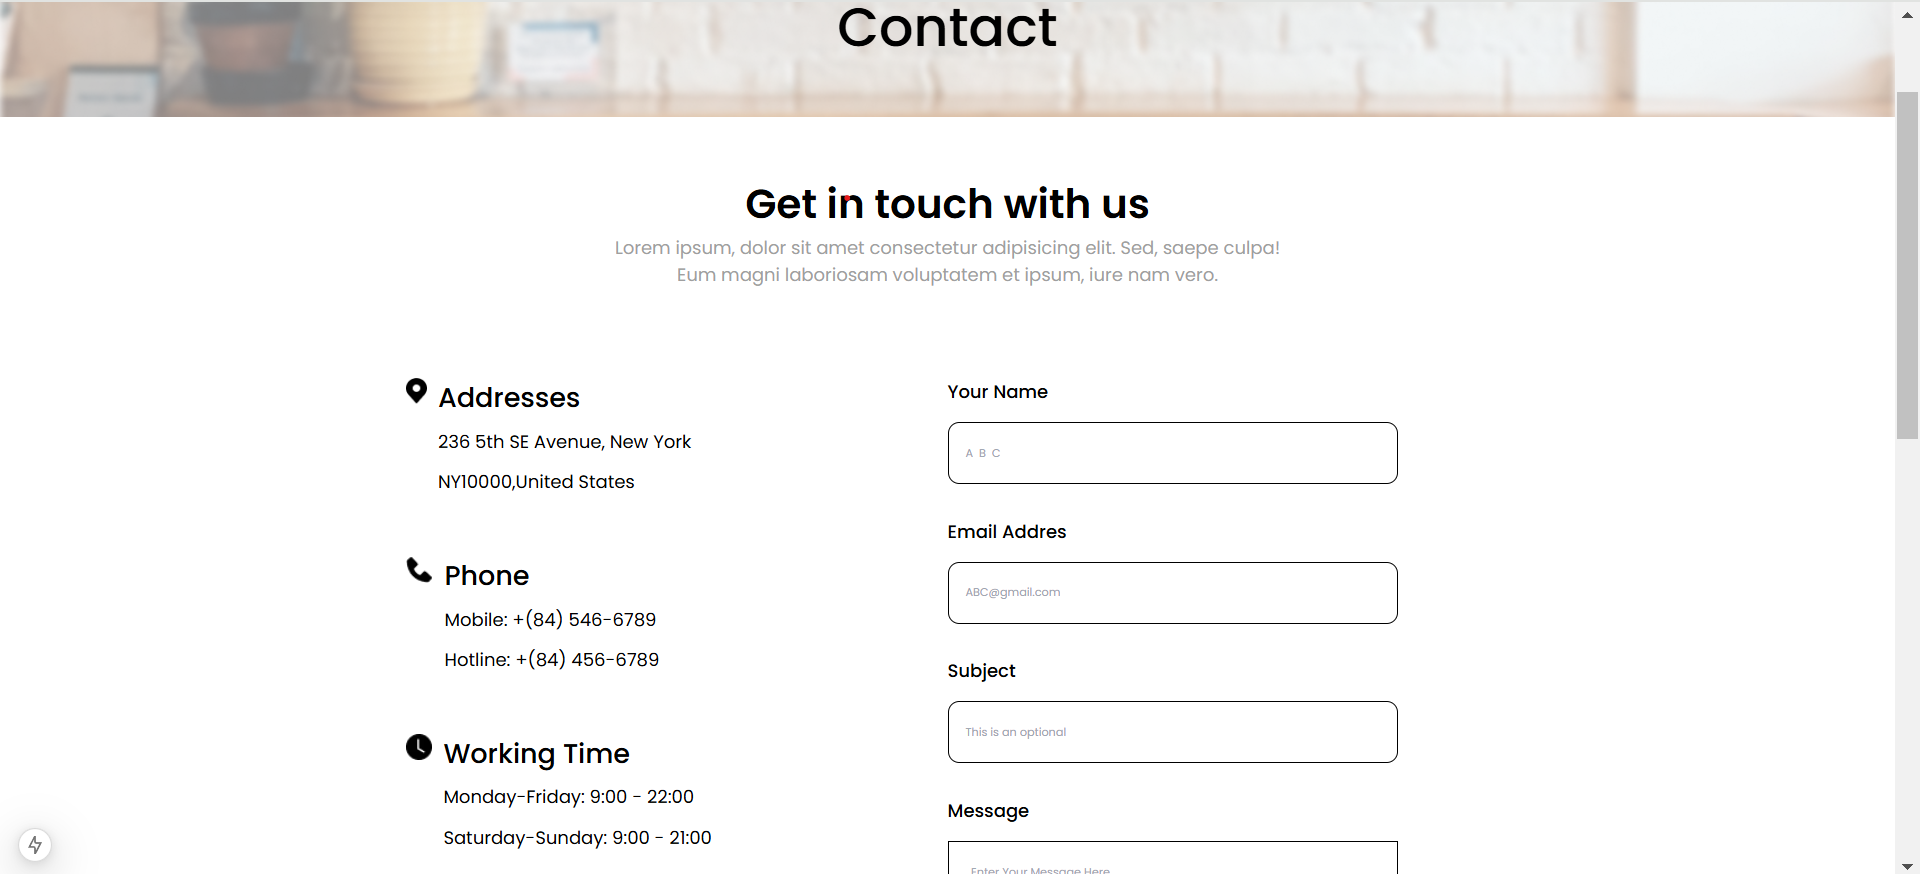 Contact
Get in touch with us
Lorem ipsum, dolor sit amet consectetur adipisicing elit. Sed, saepe culpa!
Eum magni laboriosam voluptatem et ipsum, iure nam vero.
Addresses
236 5th SE Avenue, New York
NY10000,United States
Phone
Mobile: +(84) 546-6789
Hotline: +(84) 456-6789
Working Time
Monday-Friday: 9:00 - 22:00
Saturday-Sunday: 9:00 - 21:00
Your Name
A B C
Email Addres
ABC@gmail.com
Subject
This is an optional
Message
Enter Your Message Here